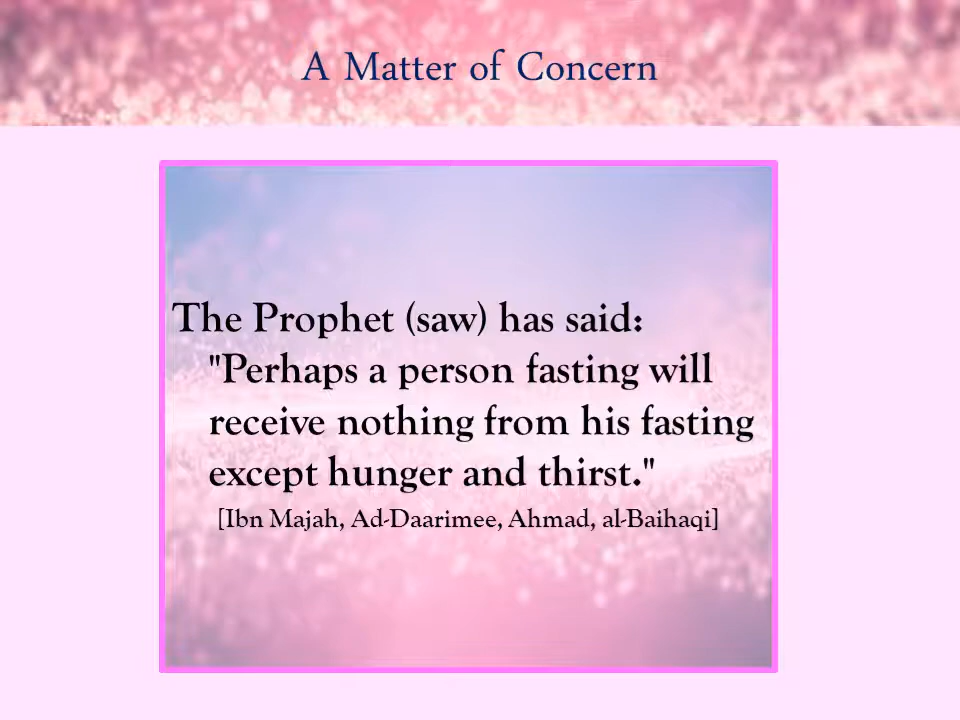 A Matter of Concern
The Prophet (saw) has said:
"Perhaps a person fasting will
receive nothing from his fasting
except hunger and thirst."
[Ibn Majah, Ad-Daarimee, Ahmad, al-Baihaqi]